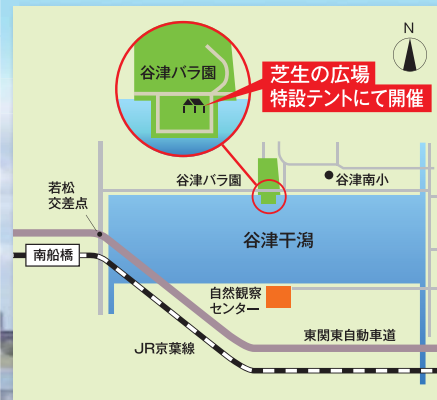 N
谷津バラ園
芝生の広場
特設テントにて開催
谷津バラ園
谷津南小
若松
交差点
谷津干潟
南船橋
自然観察
センター
東関東自動車道
JR京葉線